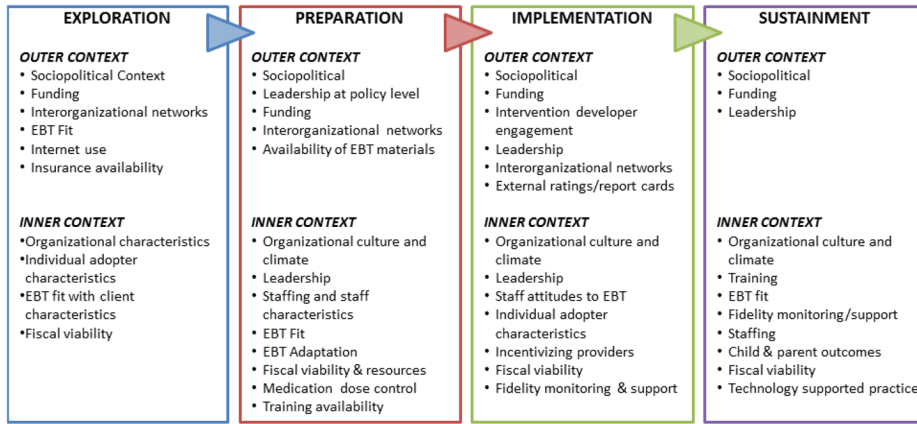 EXPLORATION
OUTER CONTEXT
• Sociopolitical Context
• Funding
• Interorganizational networks
• EBT Fit
• Internet use
• Insurance availability
INNER CONTEXT
•Organizational characteristics
•Individual adopter
characteristics
•EBT fit with client
characteristics
•Fiscal viability
PREPARATION
OUTER CONTEXT
• Sociopolitical
• Leadership at policy level
• Funding
• Interorganizational networks
• Availability of EBT materials
INNER CONTEXT
• Organizational culture and
climate
• Leadership
• Staffing and staff
characteristics
• EBT Fit
• EBT Adaptation
• Fiscal viability & resources
• Medication dose control
• Training availability
IMPLEMENTATION
OUTER CONTEXT
• Sociopolitical
• Funding
• Intervention developer
engagement
• Leadership
• Interorganizational networks
• External ratings/report cards
INNER CONTEXT
• Organizational culture and
climate
• Leadership
• Staff attitudes to EBT
• Individual adopter
characteristics
• Incentivizing providers
• Fiscal viability
• Fidelity monitoring & support
SUSTAINMENT
OUTER CONTEXT
• Sociopolitical
• Funding
• Leadership
INNER CONTEXT
• Organizational culture and
climate
• Training
• EBT fit
• Fidelity monitoring/support
• Staffing
• Child & parent outcomes
• Fiscal viability
• Technology supported practice